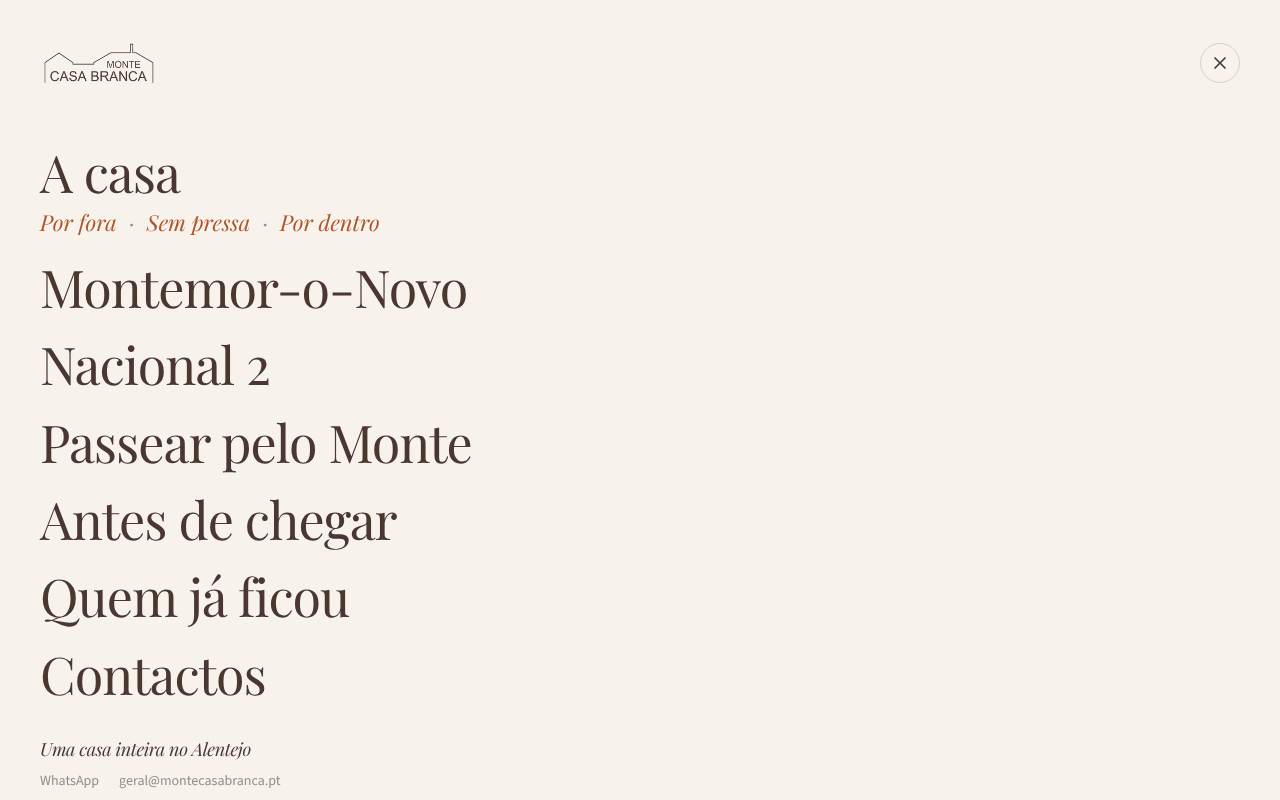 MONTE
CASA BRANCA
A casa
Por fora · Sem pressa · Por dentro
Montemor-o-Novo
Nacional 2
Passear pelo Monte
Antes de chegar
Quem já ficou
Contactos
Uma casa inteira no Alentejo
WhatsApp geral@montecasabranca.pt